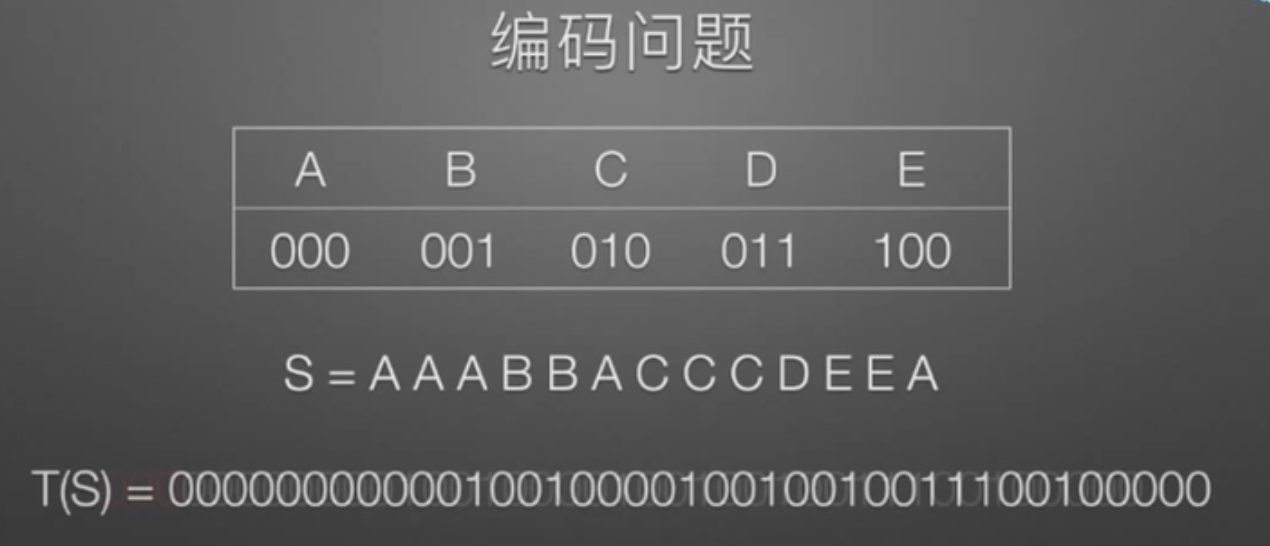 编码问题
A B C D E
000 001 010 011 100
S = A A A B B A C C C D E E A
T(S) = 000000000001001000010010010011100100000